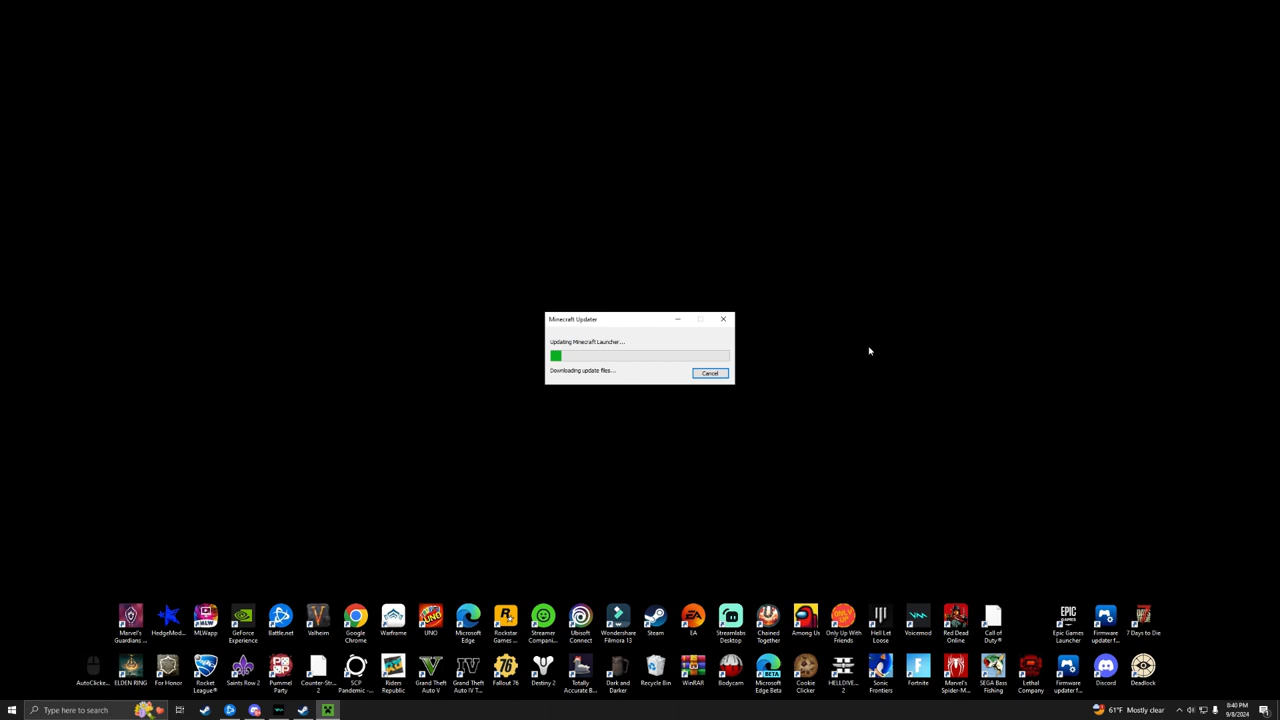 Minecraft Updater
Updating Minecraft Launcher...
Downloading update files...
Cancel
Marvel's Guardians ...
HedgeMod...
MLWapp
GeForce Experience
Battle.net
Valheim
Google Chrome
Warframe
UNO
Microsoft Edge
Rockstar Games ...
Streamer Compani...
Ubisoft Connect
Wondershare Filmora 13
Steam
EA
Streamlabs Desktop
Chained Together
Among Us
Only Up With Friends
Hell Let Loose
Voicemod
Red Dead Online
Call of Duty®
Epic Games Launcher
Firmware updater f...
7 Days to Die
AutoClicke...
ELDEN RING
For Honor
Rocket League®
Saints Row 2
Pummel Party
Counter-Str... 2
SCP Pandemic -...
Riders Republic
Grand Theft Auto V
Grand Theft Auto IV T...
Fallout 76
Destiny 2
Totally Accurate B...
Dark and Darker
Recycle Bin
WinRAR
Bodycam
Microsoft Edge Beta
Cookie Clicker
HELLDIVE... 2
Sonic Frontiers
Fortnite
Marvel's Spider-M...
SEGA Bass Fishing
Lethal Company
Firmware updater f...
Discord
Deadlock
Type here to search
61°F Mostly clear
8:40 PM
9/8/2024